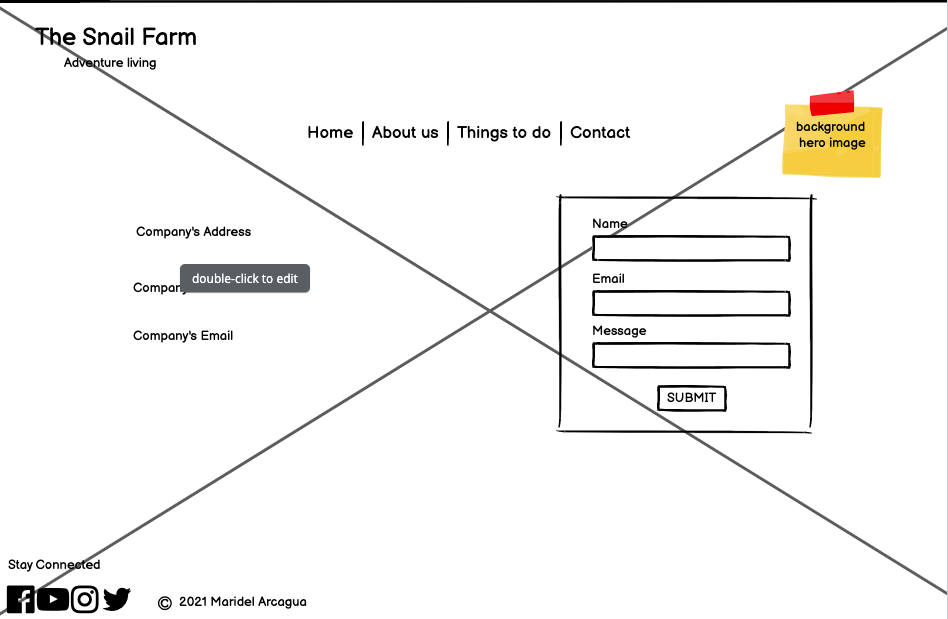 The Snail Farm
Adventure living
background
hero image
Home
About us
Things to do
Contact
Company's Address
double-click to edit
Company
Company's Email
Name
Email
Message
SUBMIT
Stay Connected
© 2021 Maridel Arcagua